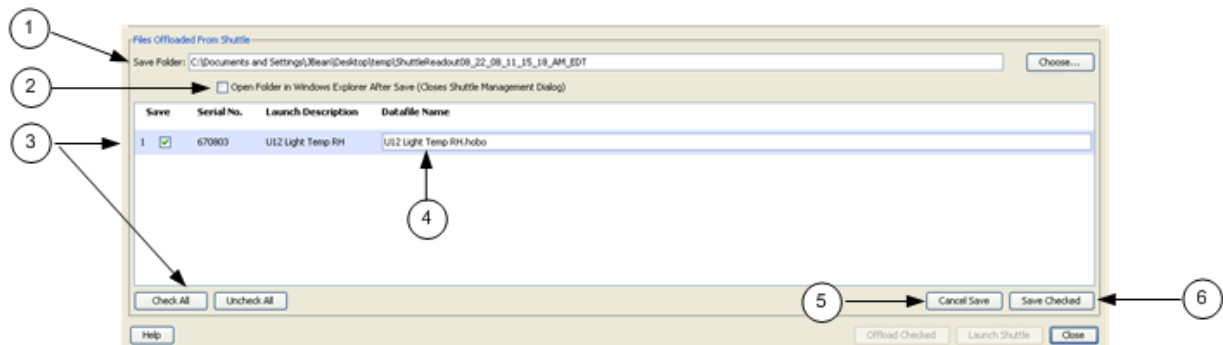 1
Files Offloaded From Shuttle
Save Folder: C:\Documents and Settings\JBean\Desktop\temp\ShuttleReadout08_22_08_11_15_18_AM_EDT Choose...
2
Open Folder in Windows Explorer After Save (Closes Shuttle Management Dialog)
Save Serial No. Launch Description Datafile Name
3
1 670803 U12 Light Temp RH U12 Light Temp RH.hobo
4
Check All Uncheck All 5 Cancel Save Save Checked 6
Help Offload Checked Launch Shuttle Close